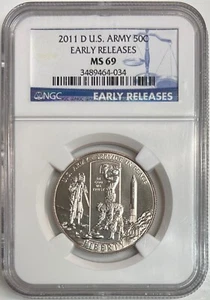 2011 D U.S. ARMY 50C
EARLY RELEASES
MS 69
3489464-034
NGC EARLY RELEASES
LIBERTY